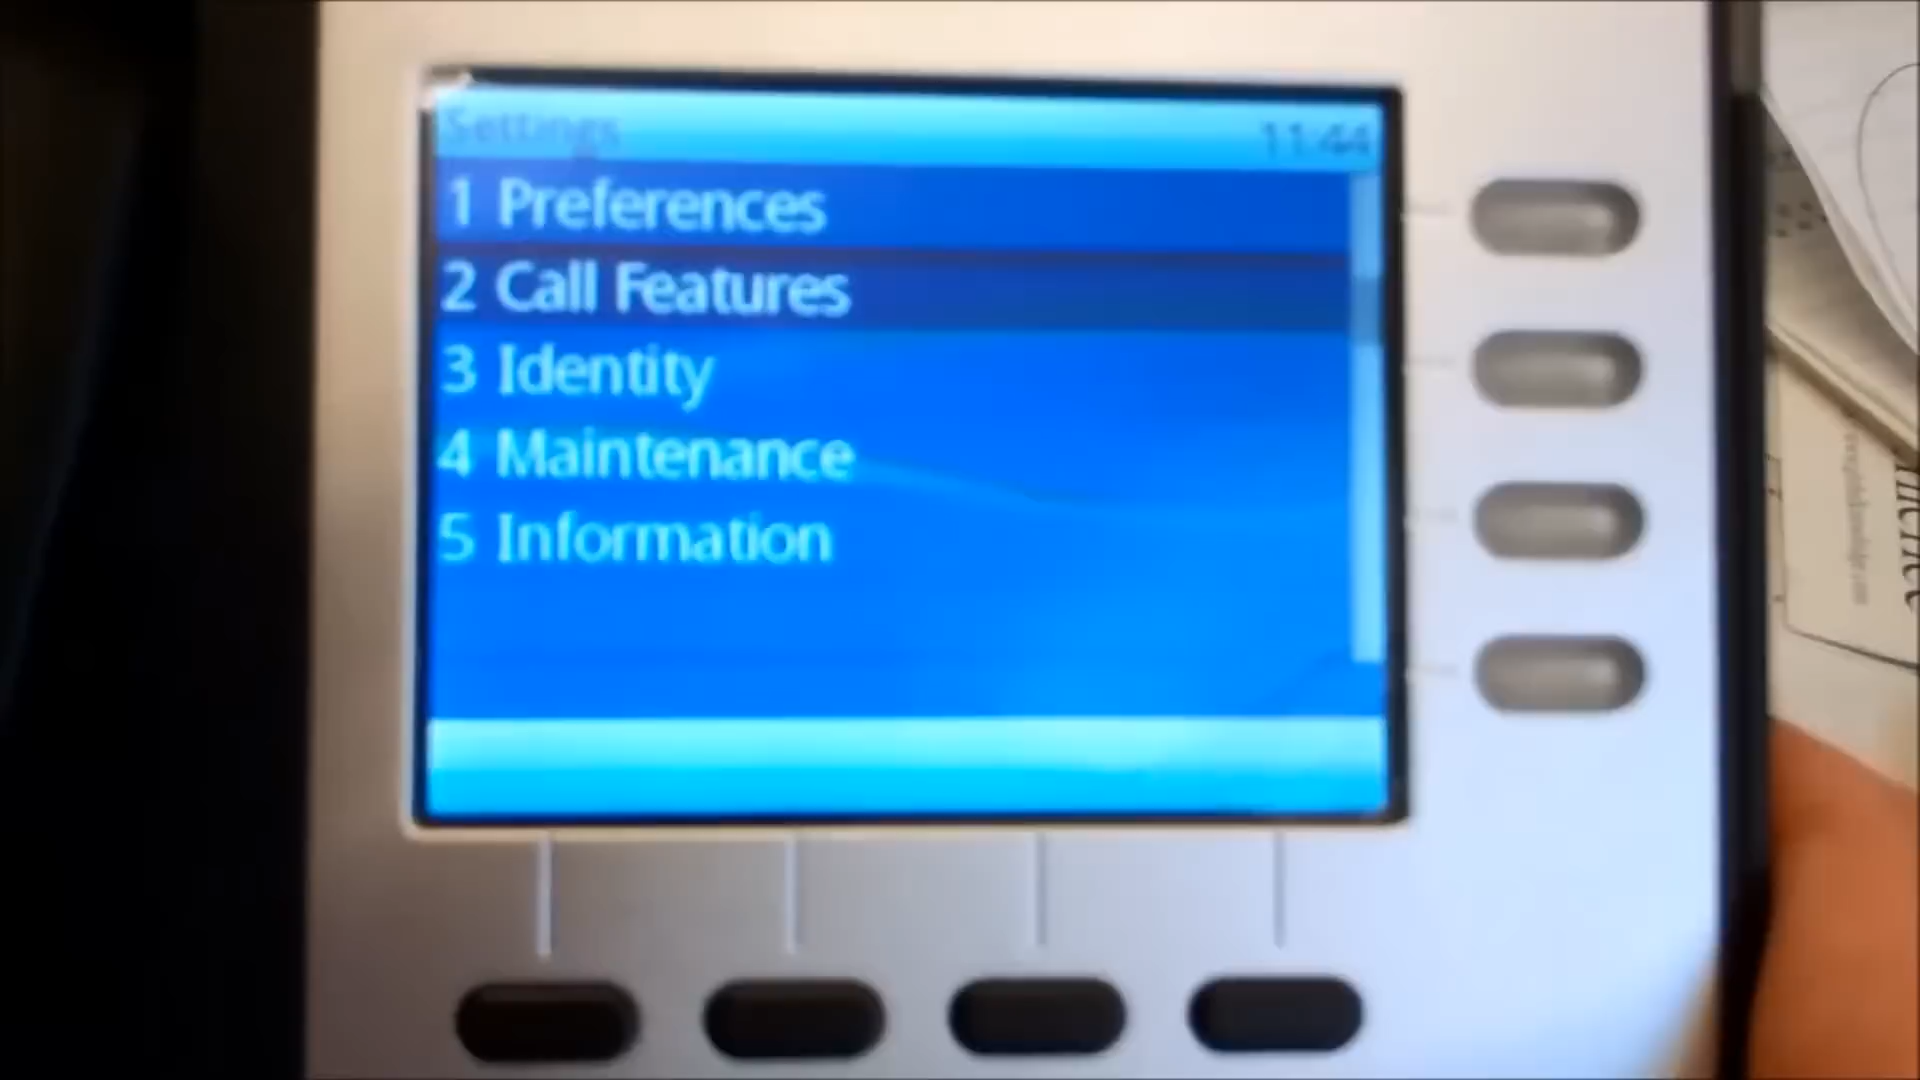 Settings
11:44
1 Preferences
2 Call Features
3 Identity
4 Maintenance
5 Information